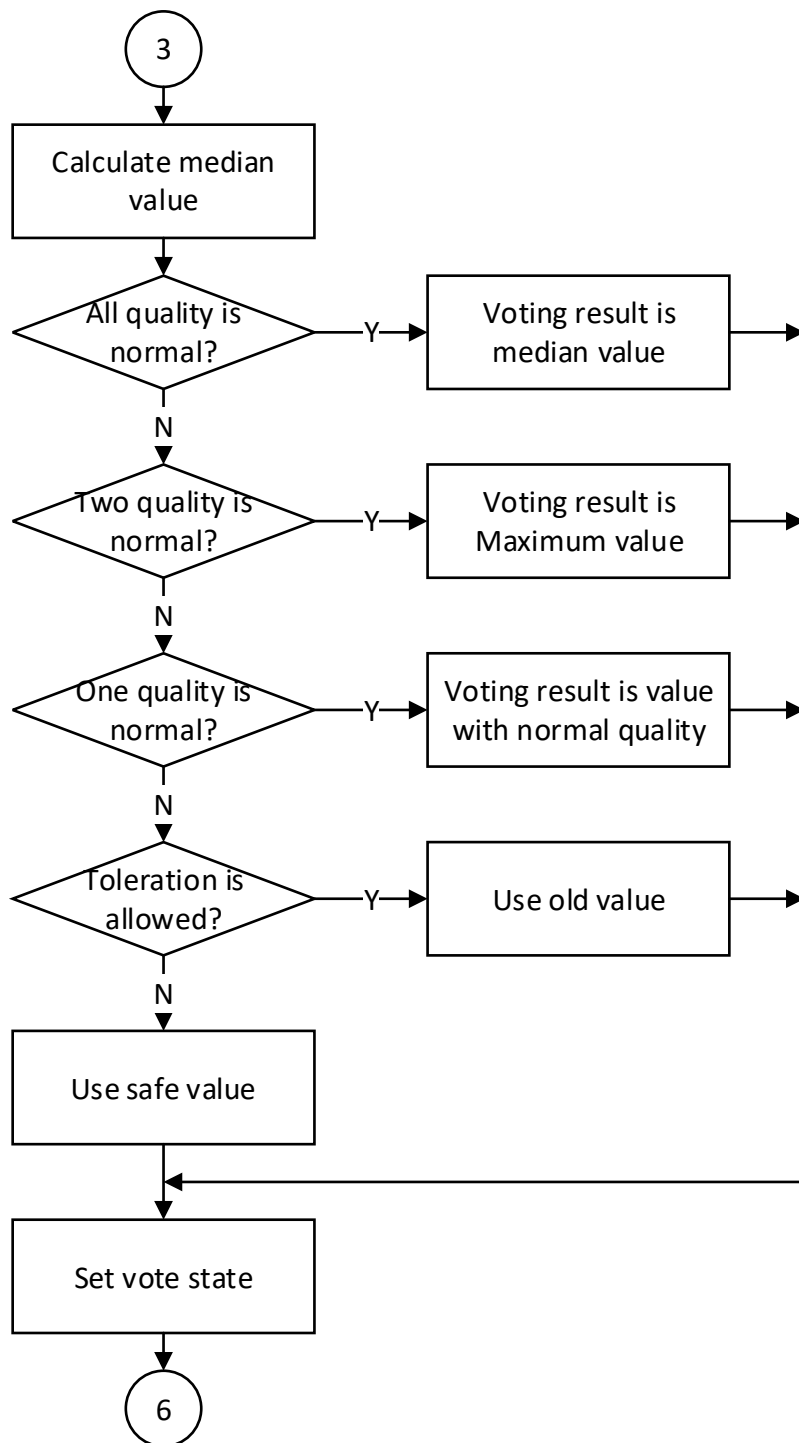 3
Calculate median
value
All quality is
normal?
Y
Voting result is
median value
N
Two quality is
normal?
Y
Voting result is
Maximum value
N
One quality is
normal?
Y
Voting result is value
with normal quality
N
Toleration is
allowed?
Y
Use old value
N
Use safe value
Set vote state
6